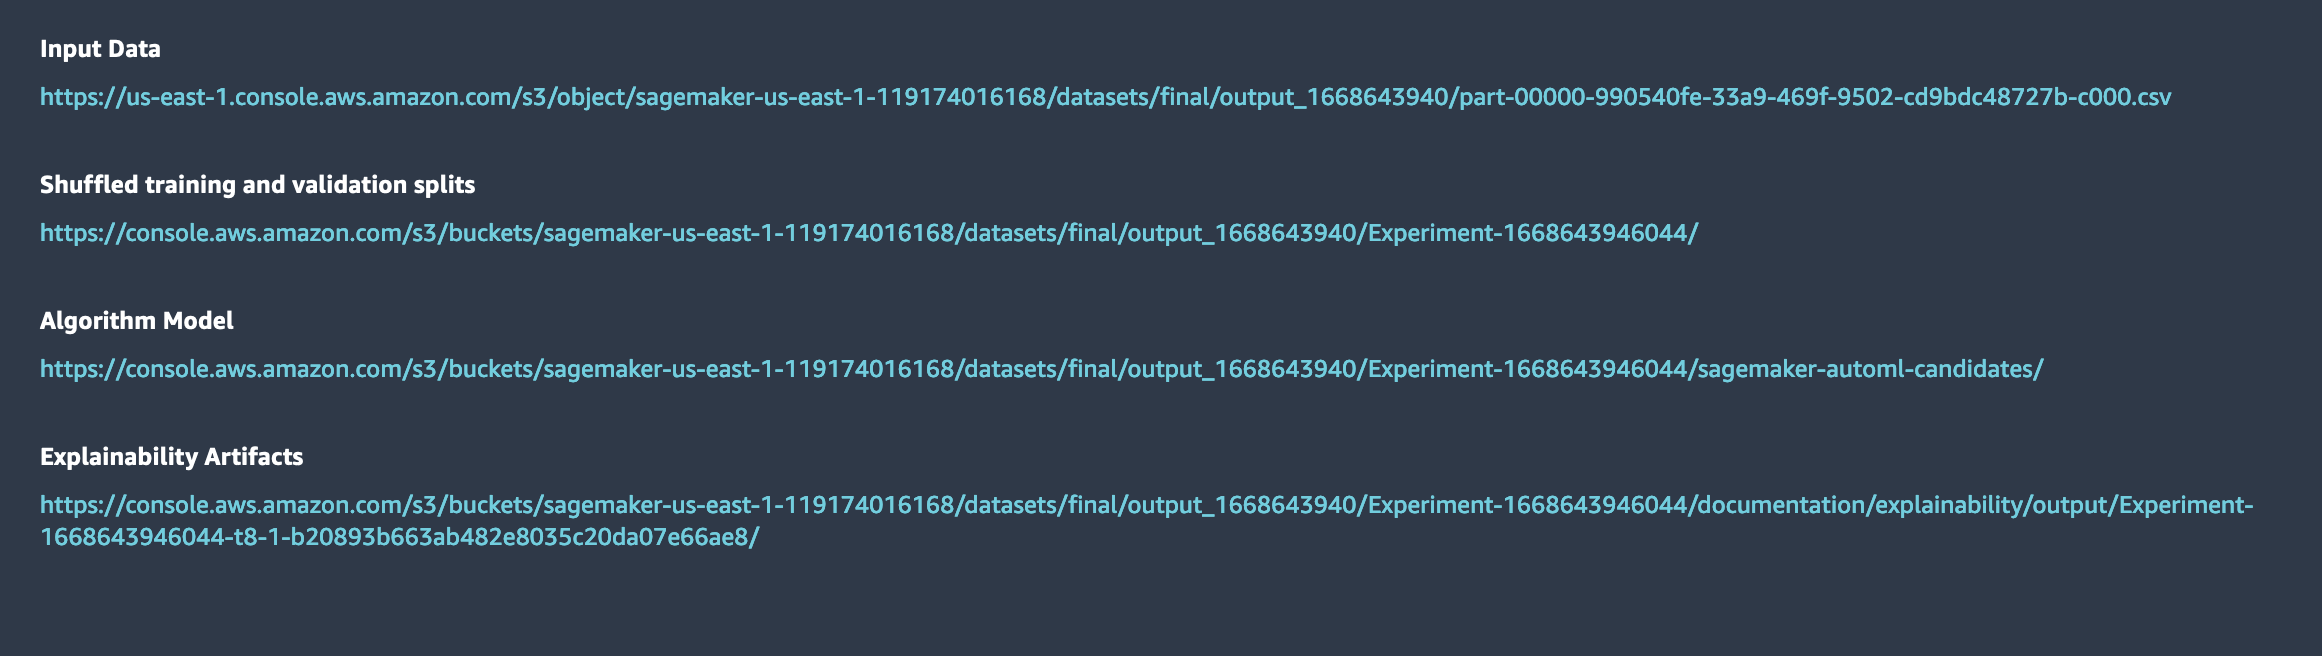 Input Data
https://us-east-1.console.aws.amazon.com/s3/object/sagemaker-us-east-1-119174016168/datasets/final/output_1668643940/part-00000-990540fe-33a9-469f-9502-cd9bdc48727b-c000.csv
Shuffled training and validation splits
https://console.aws.amazon.com/s3/buckets/sagemaker-us-east-1-119174016168/datasets/final/output_1668643940/Experiment-1668643946044/
Algorithm Model
https://console.aws.amazon.com/s3/buckets/sagemaker-us-east-1-119174016168/datasets/final/output_1668643940/Experiment-1668643946044/sagemaker-automl-candidates/
Explainability Artifacts
https://console.aws.amazon.com/s3/buckets/sagemaker-us-east-1-119174016168/datasets/final/output_1668643940/Experiment-1668643946044/documentation/explainability/output/Experiment-
1668643946044-t8-1-b20893b663ab482e8035c20da07e66ae8/